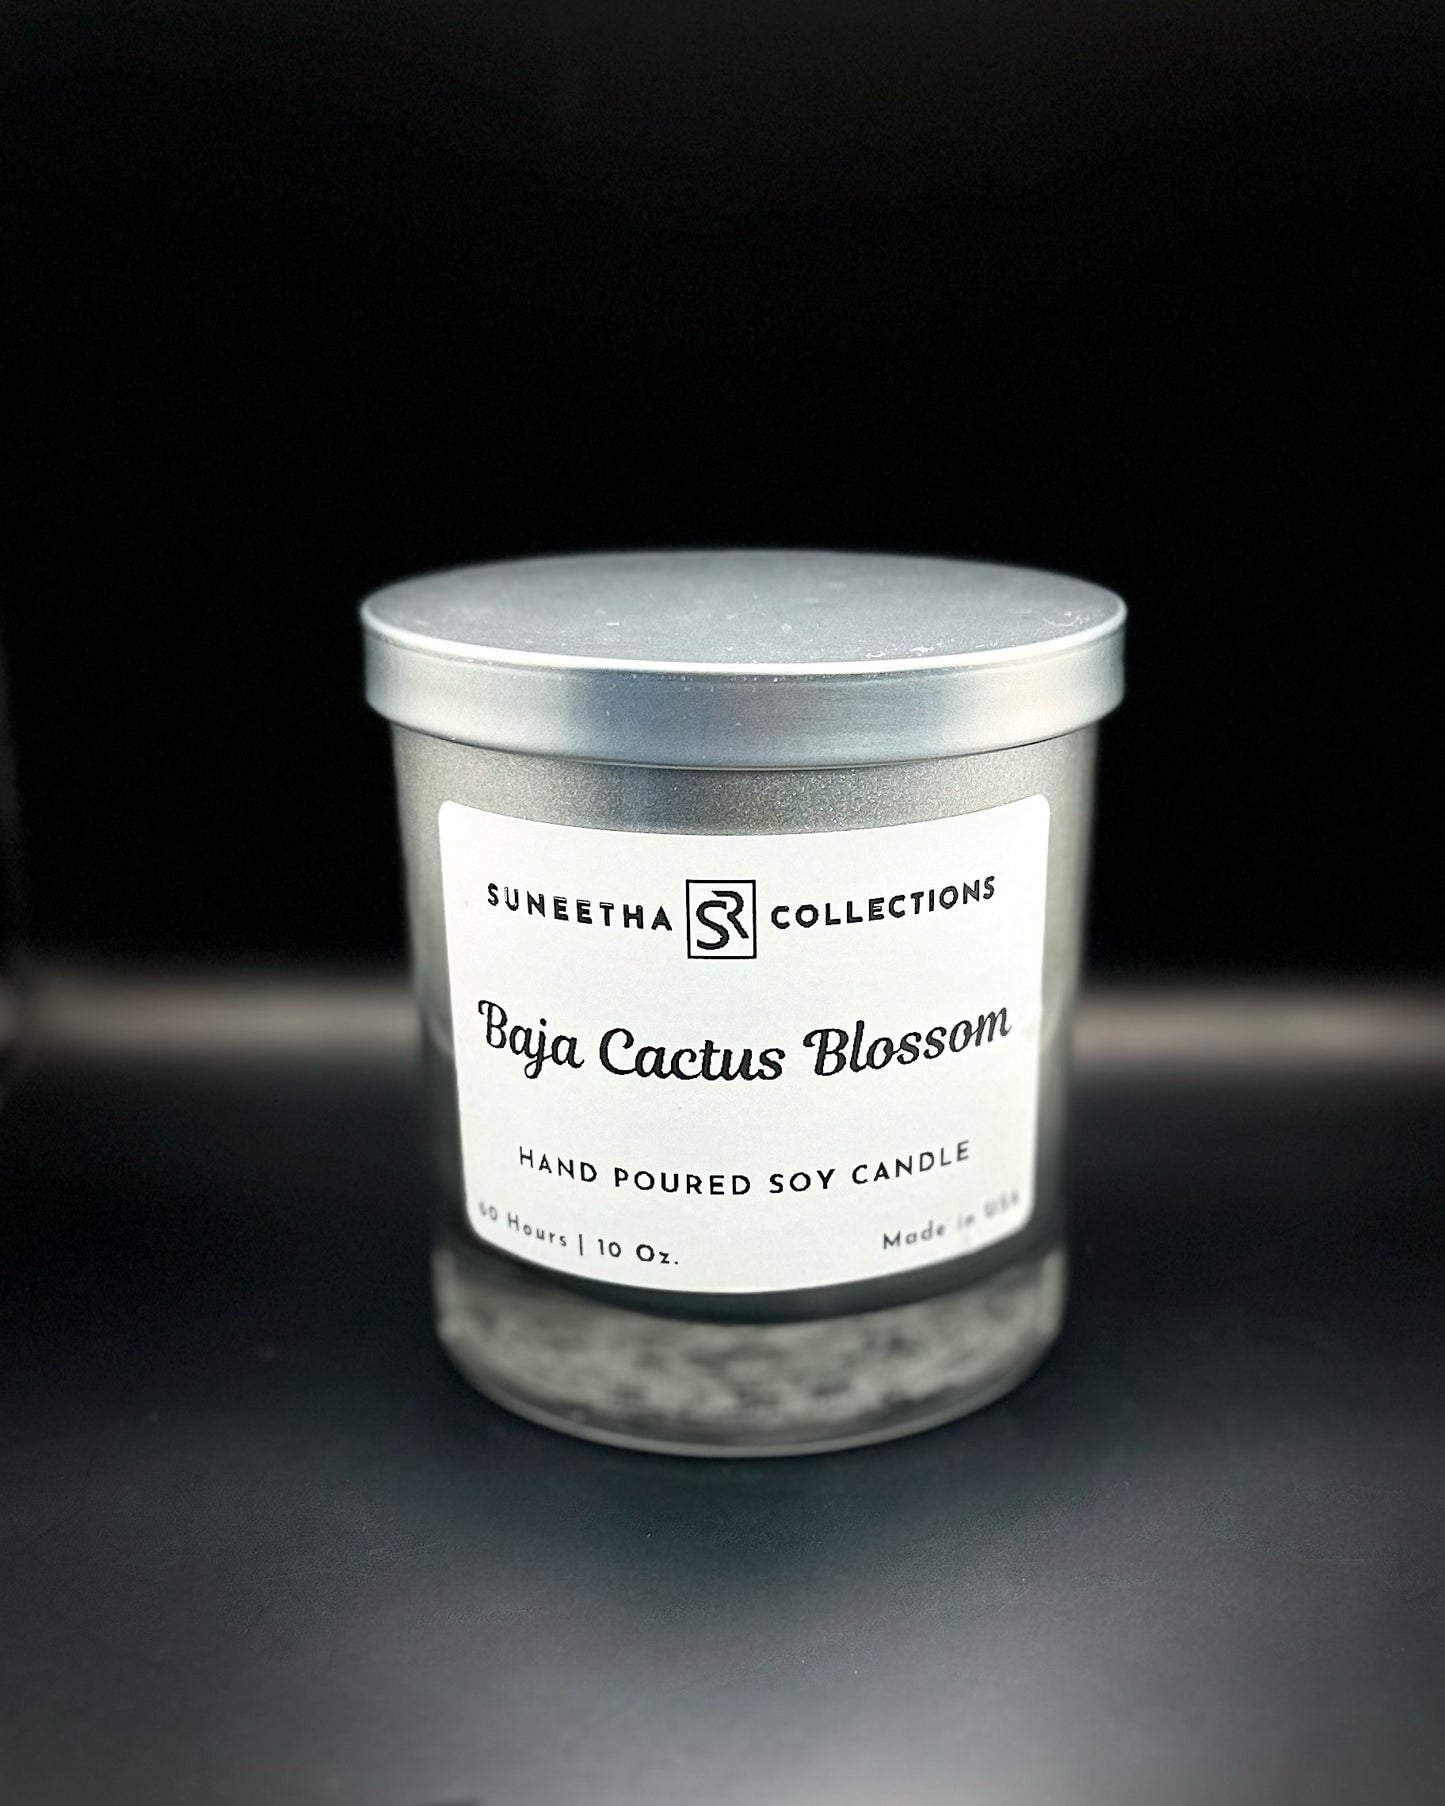 SUNEETHA SR COLLECTIONS
Baja Cactus Blossom
HAND POURED SOY CANDLE
60 Hours | 10 Oz. Made in USA